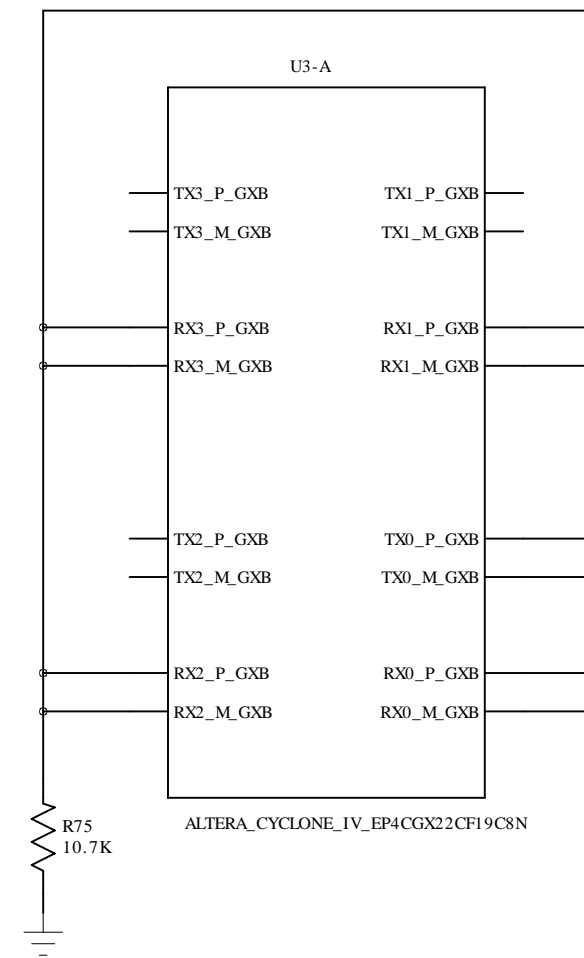 U3-A
TX3_P_GXB TX1_P_GXB
TX3_M_GXB TX1_M_GXB
RX3_P_GXB RX1_P_GXB
RX3_M_GXB RX1_M_GXB
TX2_P_GXB TX0_P_GXB
TX2_M_GXB TX0_M_GXB
RX2_P_GXB RX0_P_GXB
RX2_M_GXB RX0_M_GXB
R75
10.7K
ALTERA_CYCLONE_IV_EP4CGX22CF19C8N